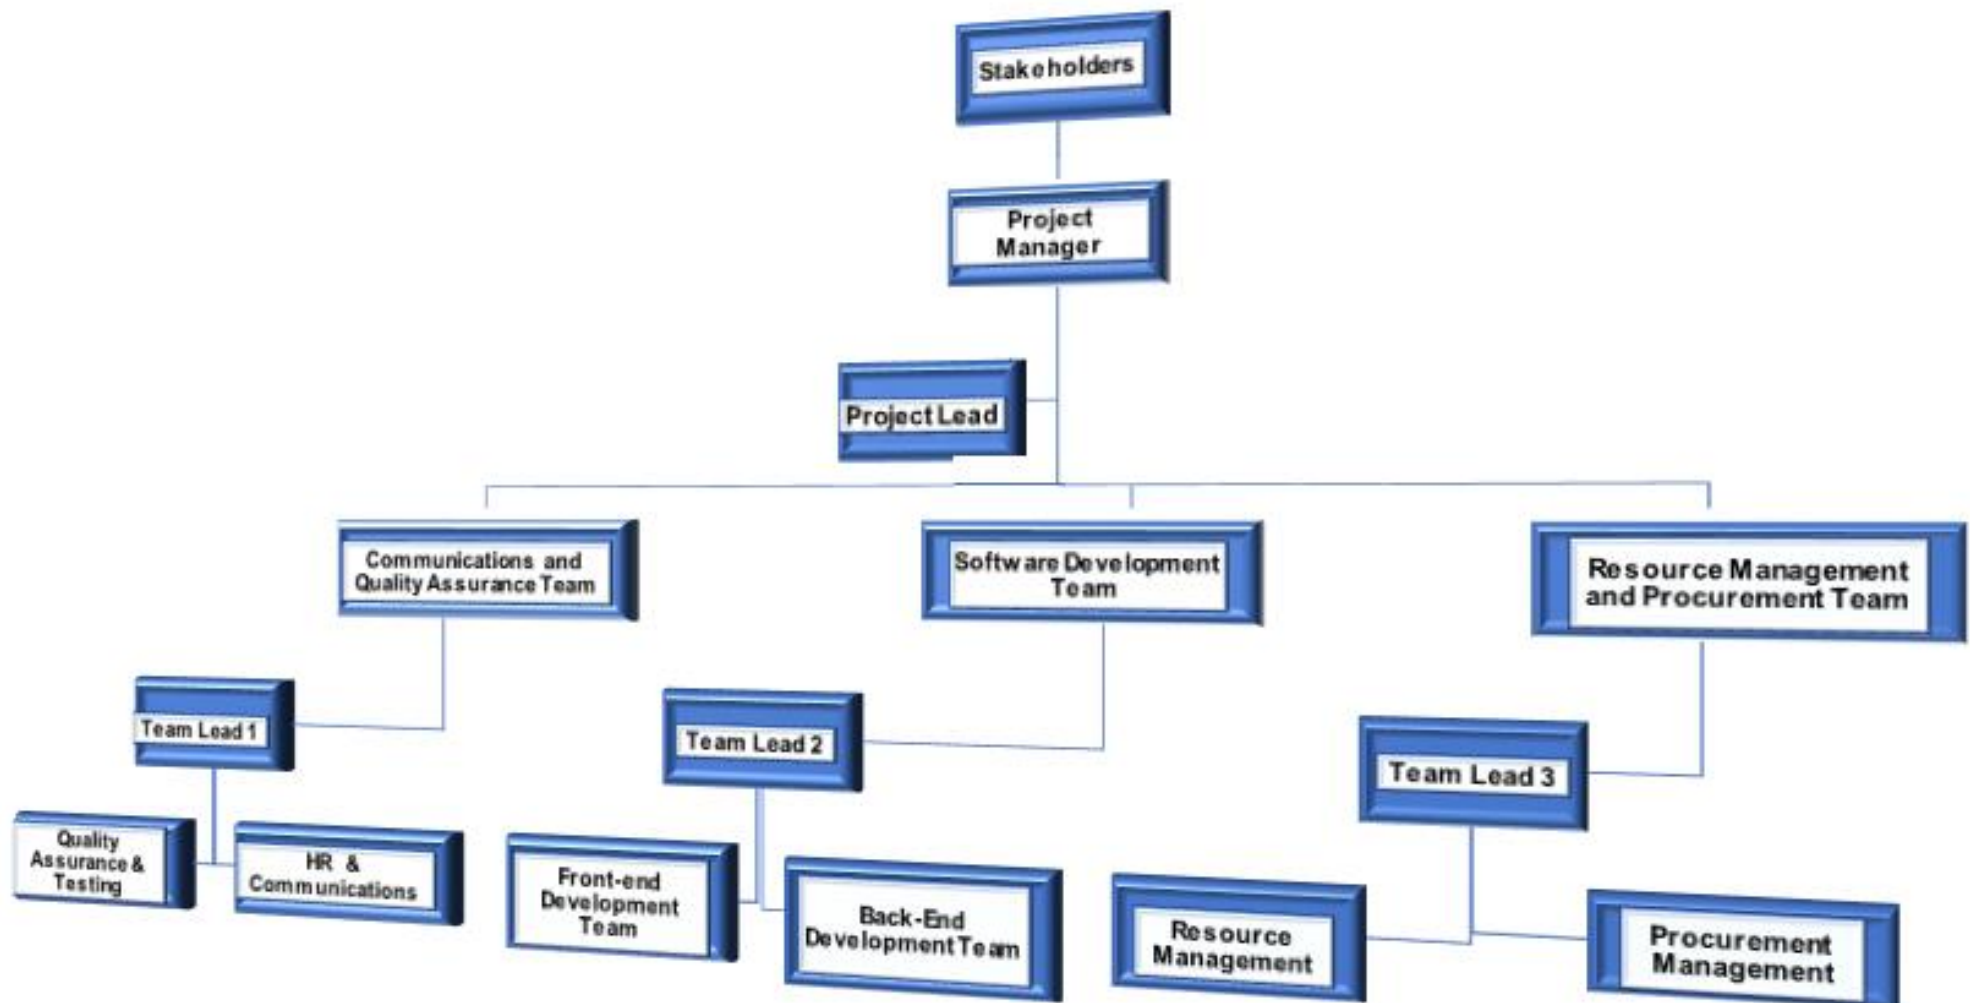 Stakeholders
Project
Manager
Project Lead
Communications and
Quality Assurance Team
Software Development
Team
Resource Management
and Procurement Team
Team Lead 1
Team Lead 2
Team Lead 3
Quality
Assurance &
Testing
HR &
Communications
Front-end
Development
Team
Back-End
Development Team
Resource
Management
Procurement
Management